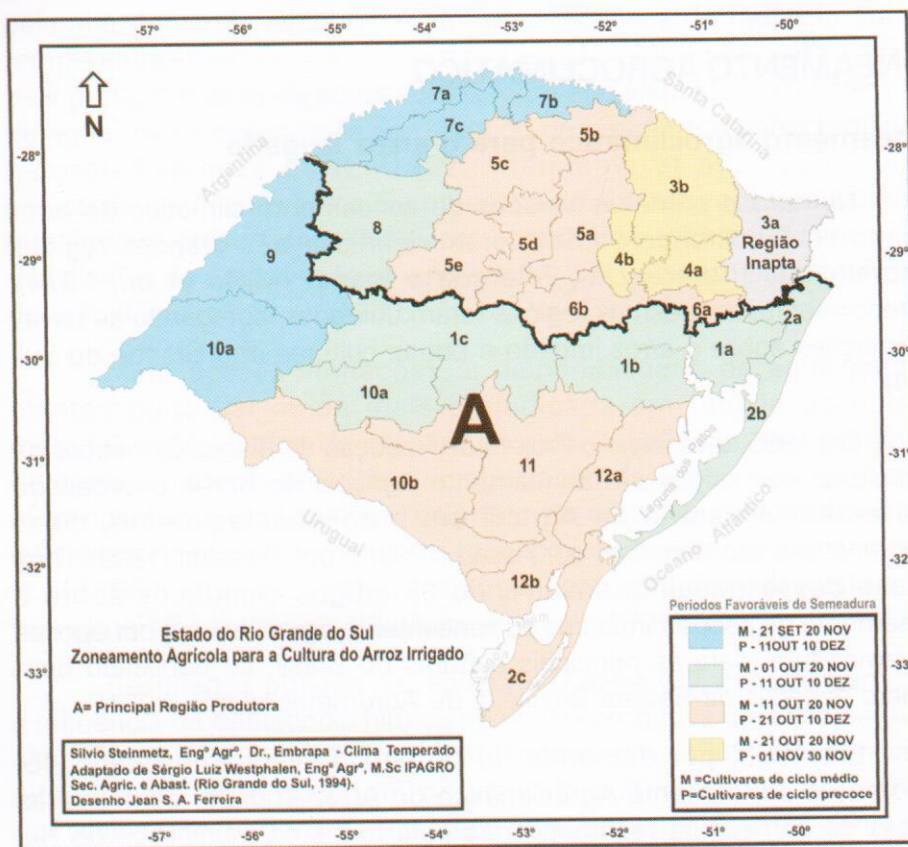 NEAMENTO AGROCLIMÁTICO
-57° -56° -55° -54° -53° -52° -51° -50°
N
Santa Catarina
Argentina
7a
7b
7c
5b
-28°
-28°
5c
3b
8
5a
3a
Região
Inapta
9
5d
-29°
-29°
5e
4b
4a
6b
6a
2a
1c
1a
10a
1b
-30°
-30°
10a
2b
A
-31°
-31°
11
12a
10b
Laguna dos Patos
Oceano Atlântico
Uruguai
-32°
-32°
12b
2c
-33°
-33°
Estado do Rio Grande do Sul
Zoneamento Agrícola para a Cultura do Arroz Irrigado
A= Principal Região Produtora
Silvio Steinmetz, Engº Agrº, Dr., Embrapa - Clima Temperado
Adaptado de Sérgio Luiz Westphalen, Engº Agrº, M.Sc IPAGRO
Sec. Agric. e Abast. (Rio Grande do Sul, 1994).
Desenho Jean S. A. Ferreira
Períodos Favoráveis de Semeadura
M - 21 SET 20 NOV
P - 11OUT 10 DEZ
M - 01 OUT 20 NOV
P - 11OUT 10 DEZ
M - 11 OUT 20 NOV
P - 21 OUT 10 DEZ
M - 21 OUT 20 NOV
P - 01 NOV 30 NOV
M =Cultivares de ciclo médio
P=Cultivares de ciclo precoce
-57° -56° -55° -54° -53° -52° -51° -50°